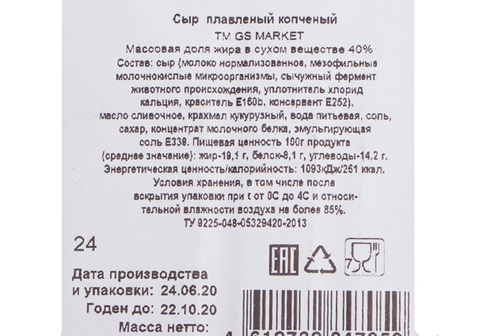 Сыр плавленый копченый
ТМ GS MARKET
Массовая доля жира в сухом веществе 40%
Состав: сыр (молоко нормализованное, мезофильные
молочнокислые микроорганизмы, сычужный фермент
животного происхождения, уплотнитель хлорид
кальция, краситель Е160b, консервант Е252),
масло сливочное, крахмал кукурузный, вода питьевая, соль,
сахар, концентрат молочного белка, эмульгирующая
соль Е339. Пищевая ценность 100г продукта
(среднее значение): жир-19,1 г, белок-8,1 г, углеводы-14,2 г.
Энергетическая ценность/калорийность: 1093кДж/261 ккал.
Условия хранения, в том числе после
вскрытия упаковки при t от 0С до 4С и относи-
тальной влажности воздуха не более 85%.
ТУ 9225-048-05329420-2013
24
ЕАС
7
Дата производства
и упаковки: 24.06.20
Годен до: 22.10.20
Масса нетто: